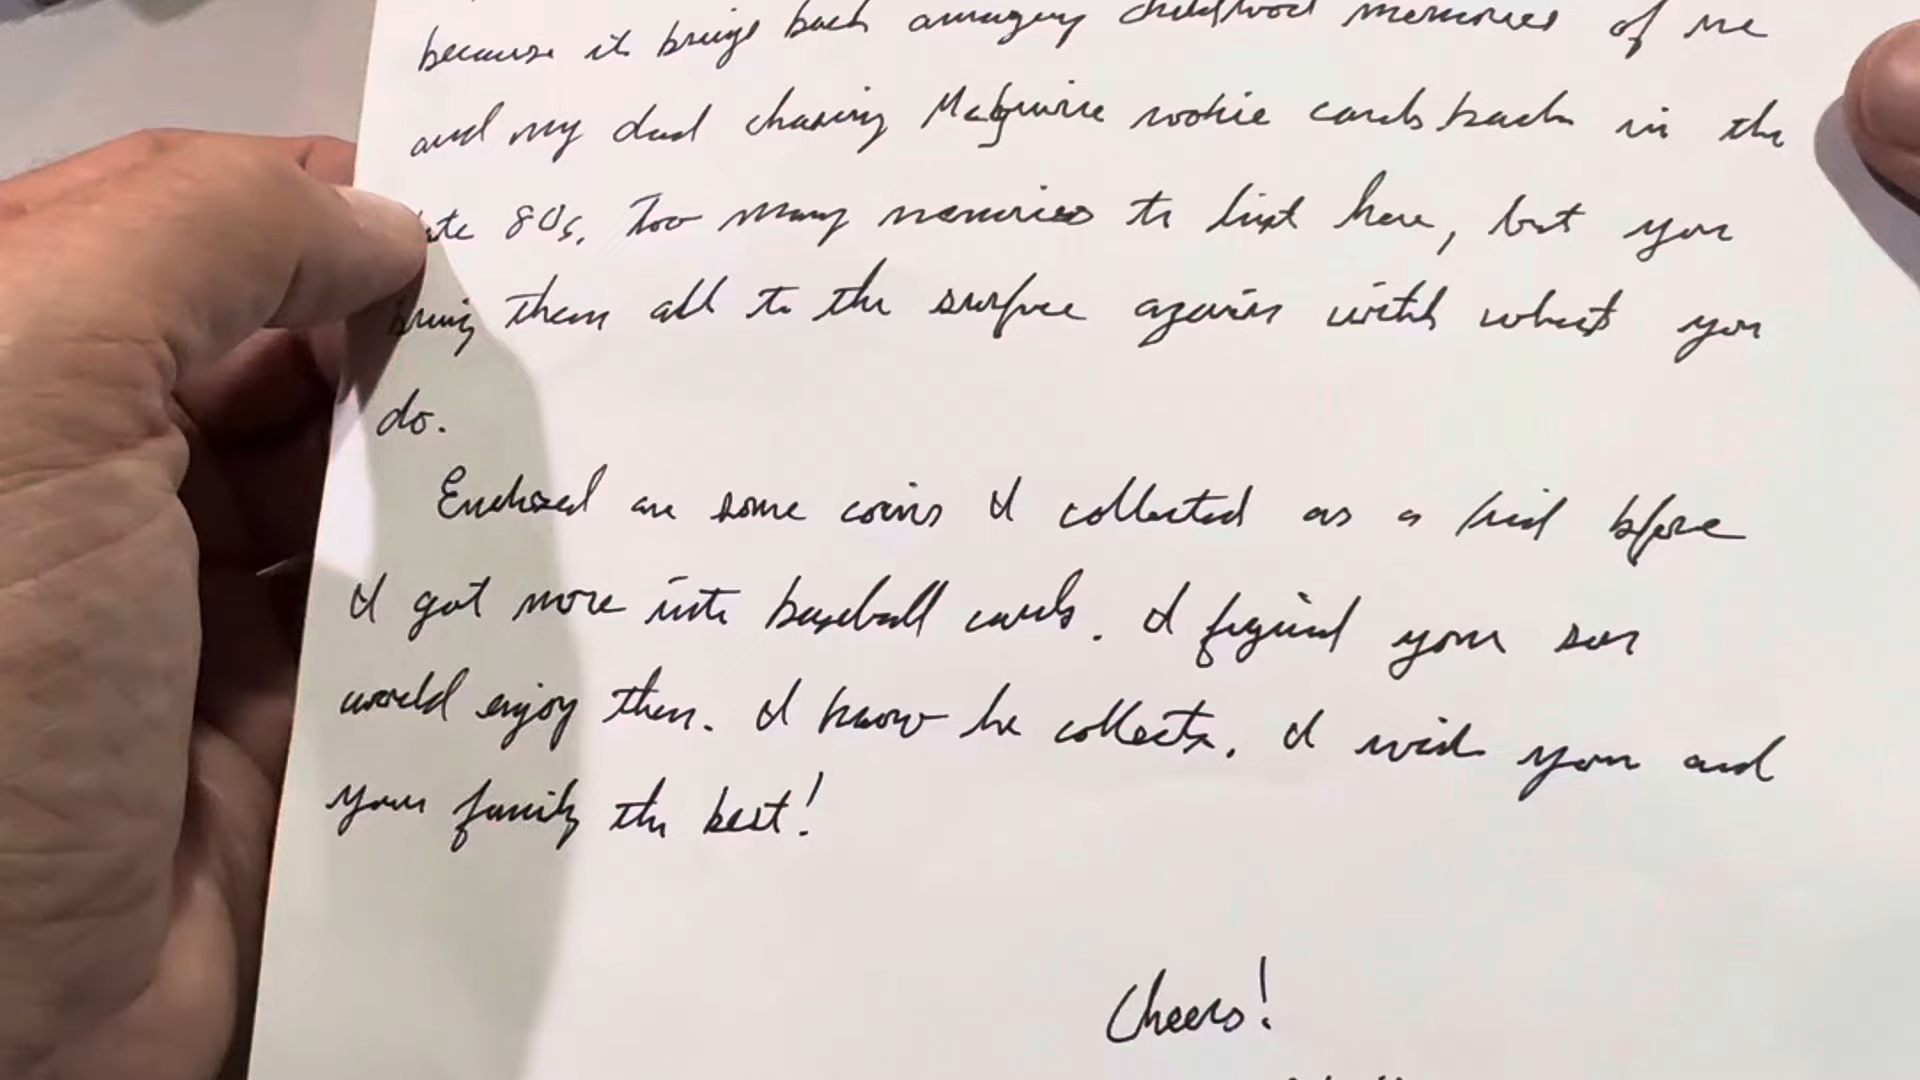 because it brings back amazing childhood memories of me
and my dad chasing McGwire rookie cards back in the
late 80s. Too many memories to list here, but you
bring them all to the surface again with what you
do.
Enclosed are some coins I collected as a kid before
I got more into baseball cards. I figured your son
would enjoy them. I know he collects. I wish you and
your family the best!
Cheers!